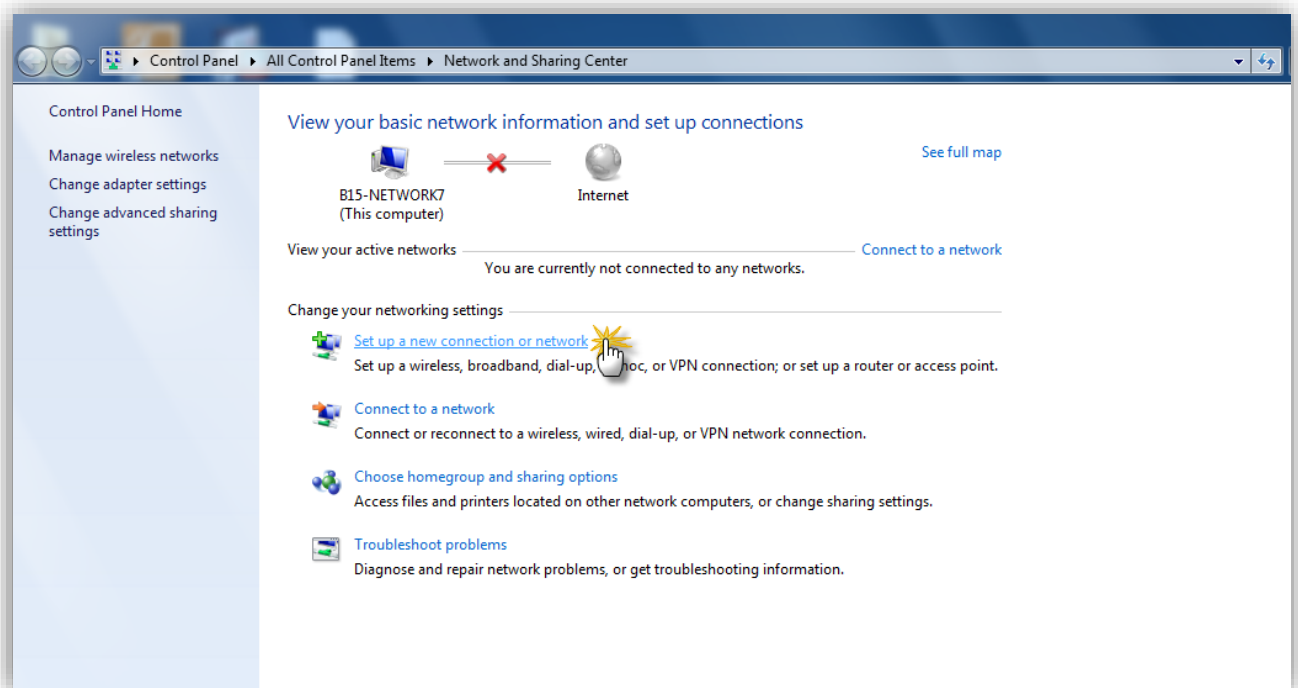 Control Panel ▸ All Control Panel Items ▸ Network and Sharing Center
Control Panel Home
Manage wireless networks
Change adapter settings
Change advanced sharing
settings
View your basic network information and set up connections
See full map
B15-NETWORK7
(This computer)
Internet
View your active networks
Connect to a network
You are currently not connected to any networks.
Change your networking settings
Set up a new connection or network
Set up a wireless, broadband, dial-up, hoc, or VPN connection; or set up a router or access point.
Connect to a network
Connect or reconnect to a wireless, wired, dial-up, or VPN network connection.
Choose homegroup and sharing options
Access files and printers located on other network computers, or change sharing settings.
Troubleshoot problems
Diagnose and repair network problems, or get troubleshooting information.